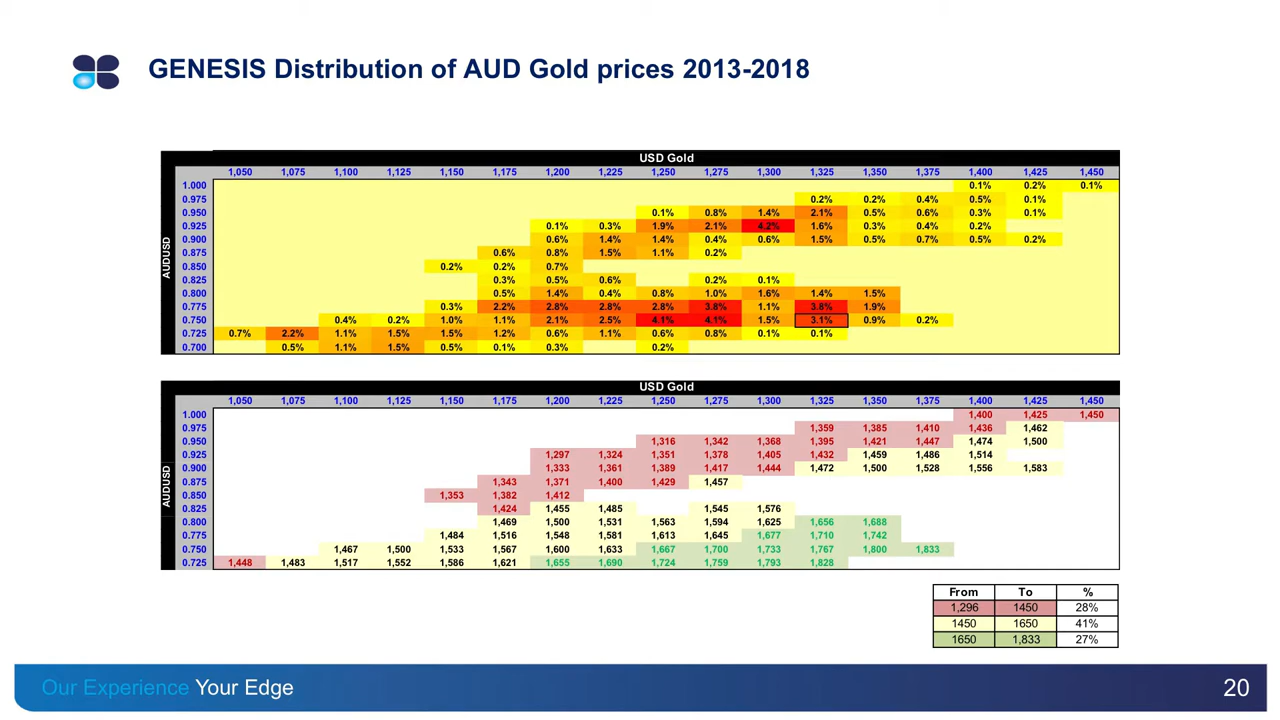 GENESIS Distribution of AUD Gold prices 2013-2018
USD Gold
1,050 1,075 1,100 1,125 1,150 1,175 1,200 1,225 1,250 1,275 1,300 1,325 1,350 1,375 1,400 1,425 1,450
AUDUSD
1.000 0.1% 0.2% 0.1%
0.975 0.2% 0.2% 0.4% 0.5% 0.1%
0.950 0.1% 0.8% 1.4% 2.1% 0.5% 0.6% 0.3% 0.1%
0.925 0.1% 0.3% 1.9% 2.1% 4.2% 1.6% 0.3% 0.4% 0.2%
0.900 0.6% 1.4% 1.4% 0.4% 0.6% 1.5% 0.5% 0.7% 0.5% 0.2%
0.875 0.6% 0.8% 1.5% 1.1% 0.2%
0.850 0.2% 0.2% 0.7%
0.825 0.3% 0.5% 0.6% 0.2% 0.1%
0.800 0.5% 1.4% 0.4% 0.8% 1.0% 1.6% 1.4% 1.5%
0.775 0.3% 2.2% 2.8% 2.8% 2.8% 3.8% 1.1% 3.8% 1.9%
0.750 0.4% 0.2% 1.0% 1.1% 2.1% 2.5% 4.1% 4.1% 1.5% 3.1% 0.9% 0.2%
0.725 0.7% 2.2% 1.1% 1.5% 1.5% 1.2% 0.6% 1.1% 0.6% 0.8% 0.1% 0.1%
0.700 0.5% 1.1% 1.5% 0.5% 0.1% 0.3% 0.2%
USD Gold
1,050 1,075 1,100 1,125 1,150 1,175 1,200 1,225 1,250 1,275 1,300 1,325 1,350 1,375 1,400 1,425 1,450
AUDUSD
1.000 1,400 1,425 1,450
0.975 1,359 1,385 1,410 1,436 1,462
0.950 1,316 1,342 1,368 1,395 1,421 1,447 1,474 1,500
0.925 1,297 1,324 1,351 1,378 1,405 1,432 1,459 1,486 1,514
0.900 1,333 1,361 1,389 1,417 1,444 1,472 1,500 1,528 1,556 1,583
0.875 1,343 1,371 1,400 1,429 1,457
0.850 1,353 1,382 1,412
0.825 1,424 1,455 1,485 1,545 1,576
0.800 1,469 1,500 1,531 1,563 1,594 1,625 1,656 1,688
0.775 1,484 1,516 1,548 1,581 1,613 1,645 1,677 1,710 1,742
0.750 1,467 1,500 1,533 1,567 1,600 1,633 1,667 1,700 1,733 1,767 1,800 1,833
0.725 1,448 1,483 1,517 1,552 1,586 1,621 1,655 1,690 1,724 1,759 1,793 1,828
From To %
1,296 1450 28%
1450 1650 41%
1650 1,833 27%
Our Experience Your Edge
20